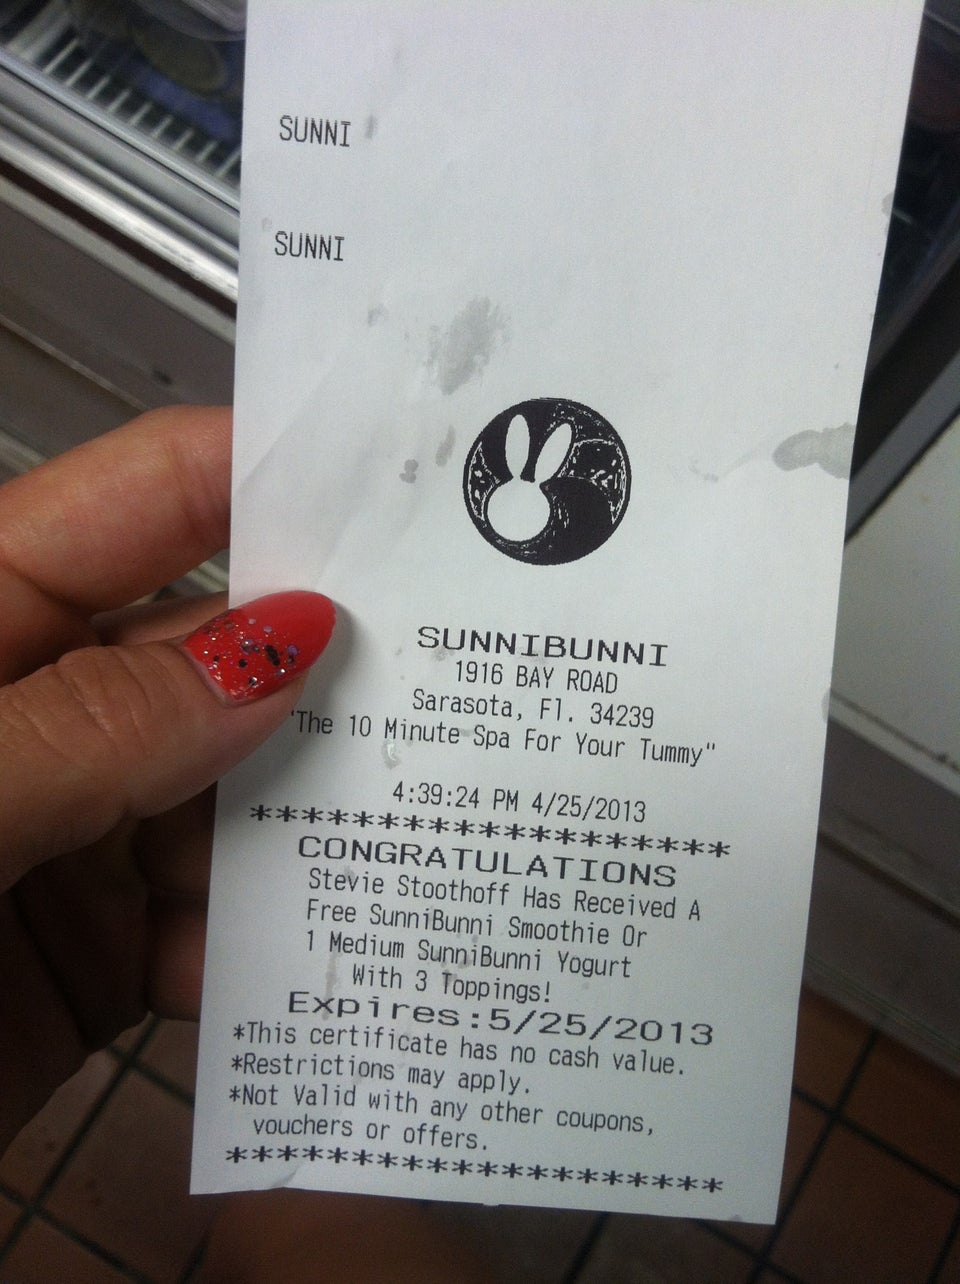 SUNNI
SUNNI
SUNNIBUNNI
1916 BAY ROAD
Sarasota, Fl. 34239
"The 10 Minute Spa For Your Tummy"
4:39:24 PM 4/25/2013
*******************
CONGRATULATIONS
Stevie Stoothoff Has Received A
Free SunniBunni Smoothie Or
1 Medium SunniBunni Yogurt
With 3 Toppings!
Expires:5/25/2013
*This certificate has no cash value.
*Restrictions may apply.
*Not Valid with any other coupons,
vouchers or offers.
*******************